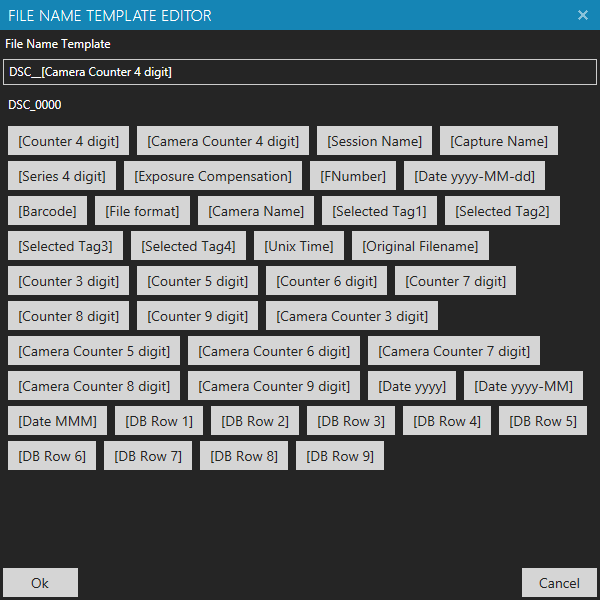 FILE NAME TEMPLATE EDITOR
File Name Template
DSC__[Camera Counter 4 digit]
DSC_0000
[Counter 4 digit] [Camera Counter 4 digit] [Session Name] [Capture Name]
[Series 4 digit] [Exposure Compensation] [FNumber] [Date yyyy-MM-dd]
[Barcode] [File format] [Camera Name] [Selected Tag1] [Selected Tag2]
[Selected Tag3] [Selected Tag4] [Unix Time] [Original Filename]
[Counter 3 digit] [Counter 5 digit] [Counter 6 digit] [Counter 7 digit]
[Counter 8 digit] [Counter 9 digit] [Camera Counter 3 digit]
[Camera Counter 5 digit] [Camera Counter 6 digit] [Camera Counter 7 digit]
[Camera Counter 8 digit] [Camera Counter 9 digit] [Date yyyy] [Date yyyy-MM]
[Date MMM] [DB Row 1] [DB Row 2] [DB Row 3] [DB Row 4] [DB Row 5]
[DB Row 6] [DB Row 7] [DB Row 8] [DB Row 9]
Ok Cancel